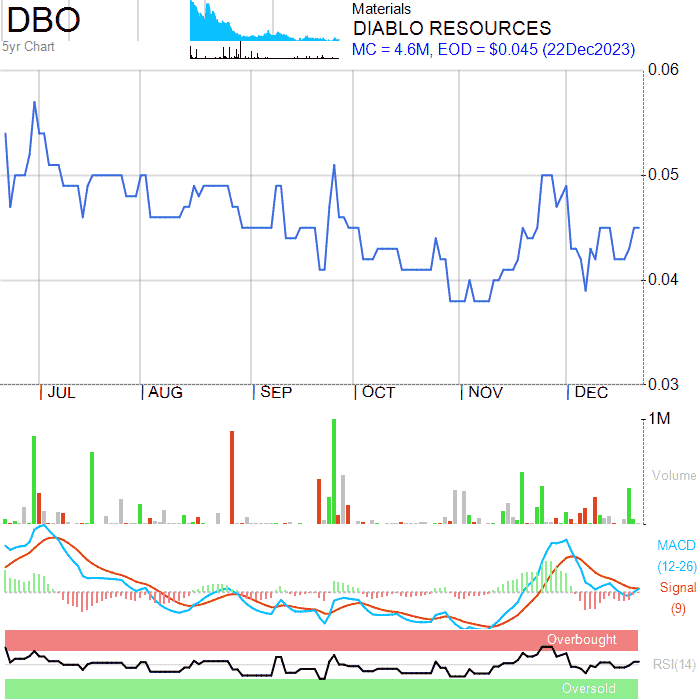 DBO
5yr Chart
Materials
DIABLO RESOURCES
MC = 4.6M, EOD = $0.045 (22Dec2023)
0.06
0.05
0.04
0.03
JUL AUG SEP OCT NOV DEC
1M
Volume
MACD
(12-26)
Signal
(9)
Overbought
RSI(14)
Oversold